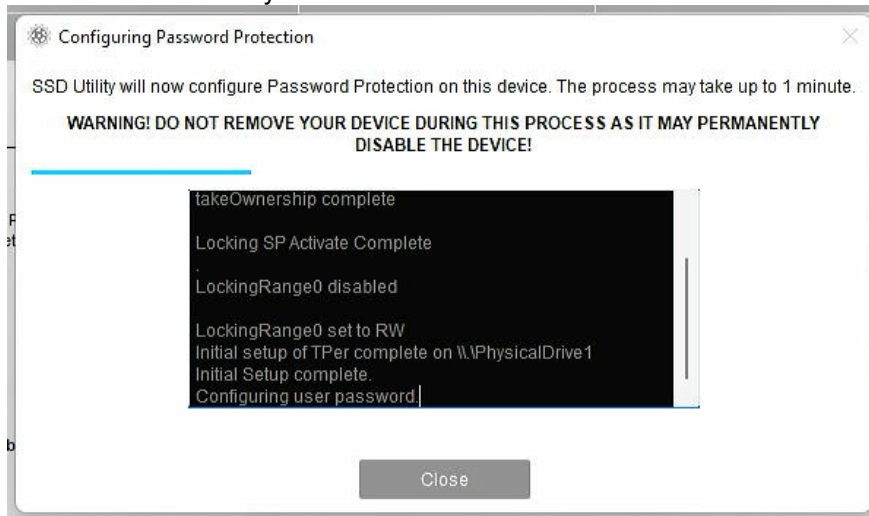 Configuring Password Protection
SSD Utility will now configure Password Protection on this device. The process may take up to 1 minute.
WARNING! DO NOT REMOVE YOUR DEVICE DURING THIS PROCESS AS IT MAY PERMANENTLY
DISABLE THE DEVICE!
takeOwnership complete
Locking SP Activate Complete
.
LockingRange0 disabled
LockingRange0 set to RW
Initial setup of TPer complete on \\.\PhysicalDrive1
Initial Setup complete.
Configuring user password.
Close